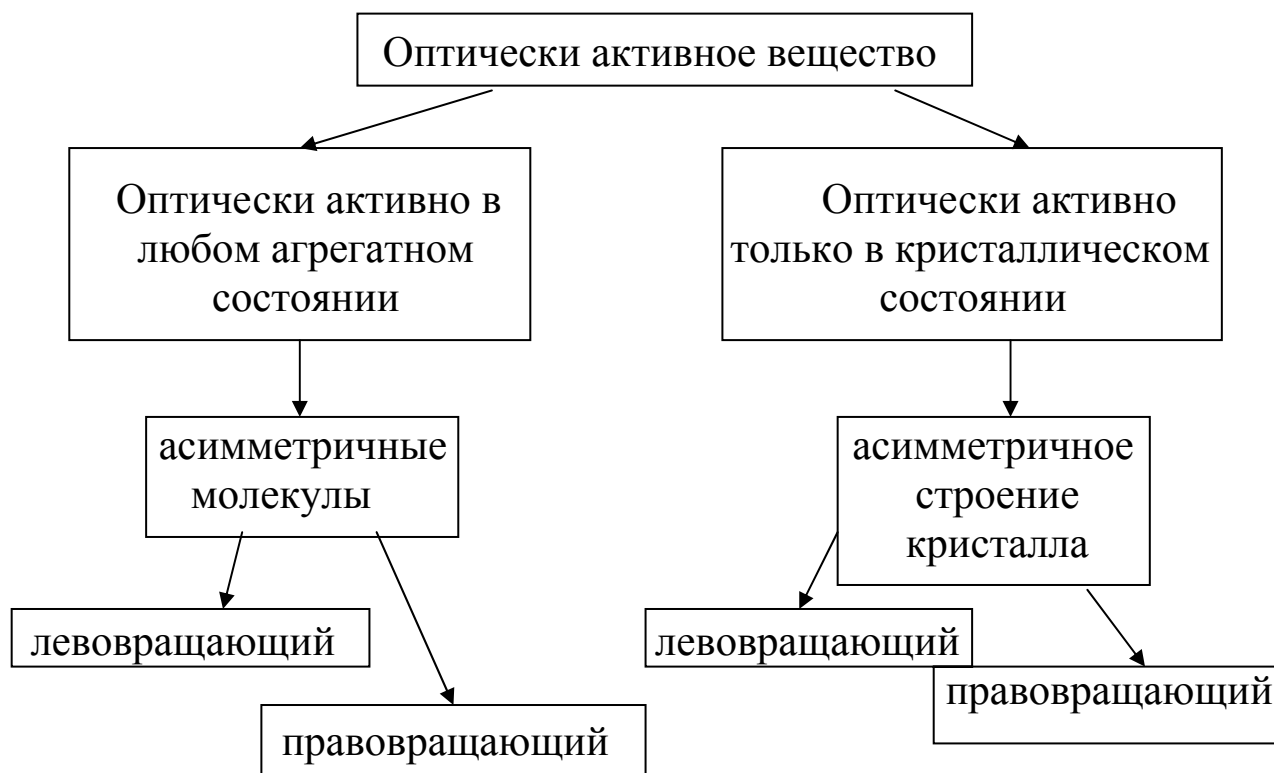 Оптически активное вещество
Оптически активно в
любом агрегатном
состоянии
Оптически активно
только в кристаллическом
состоянии
асимметричные
молекулы
асимметричное
строение
кристалла
левовращающий
правовращающий
левовращающий
правовращающий